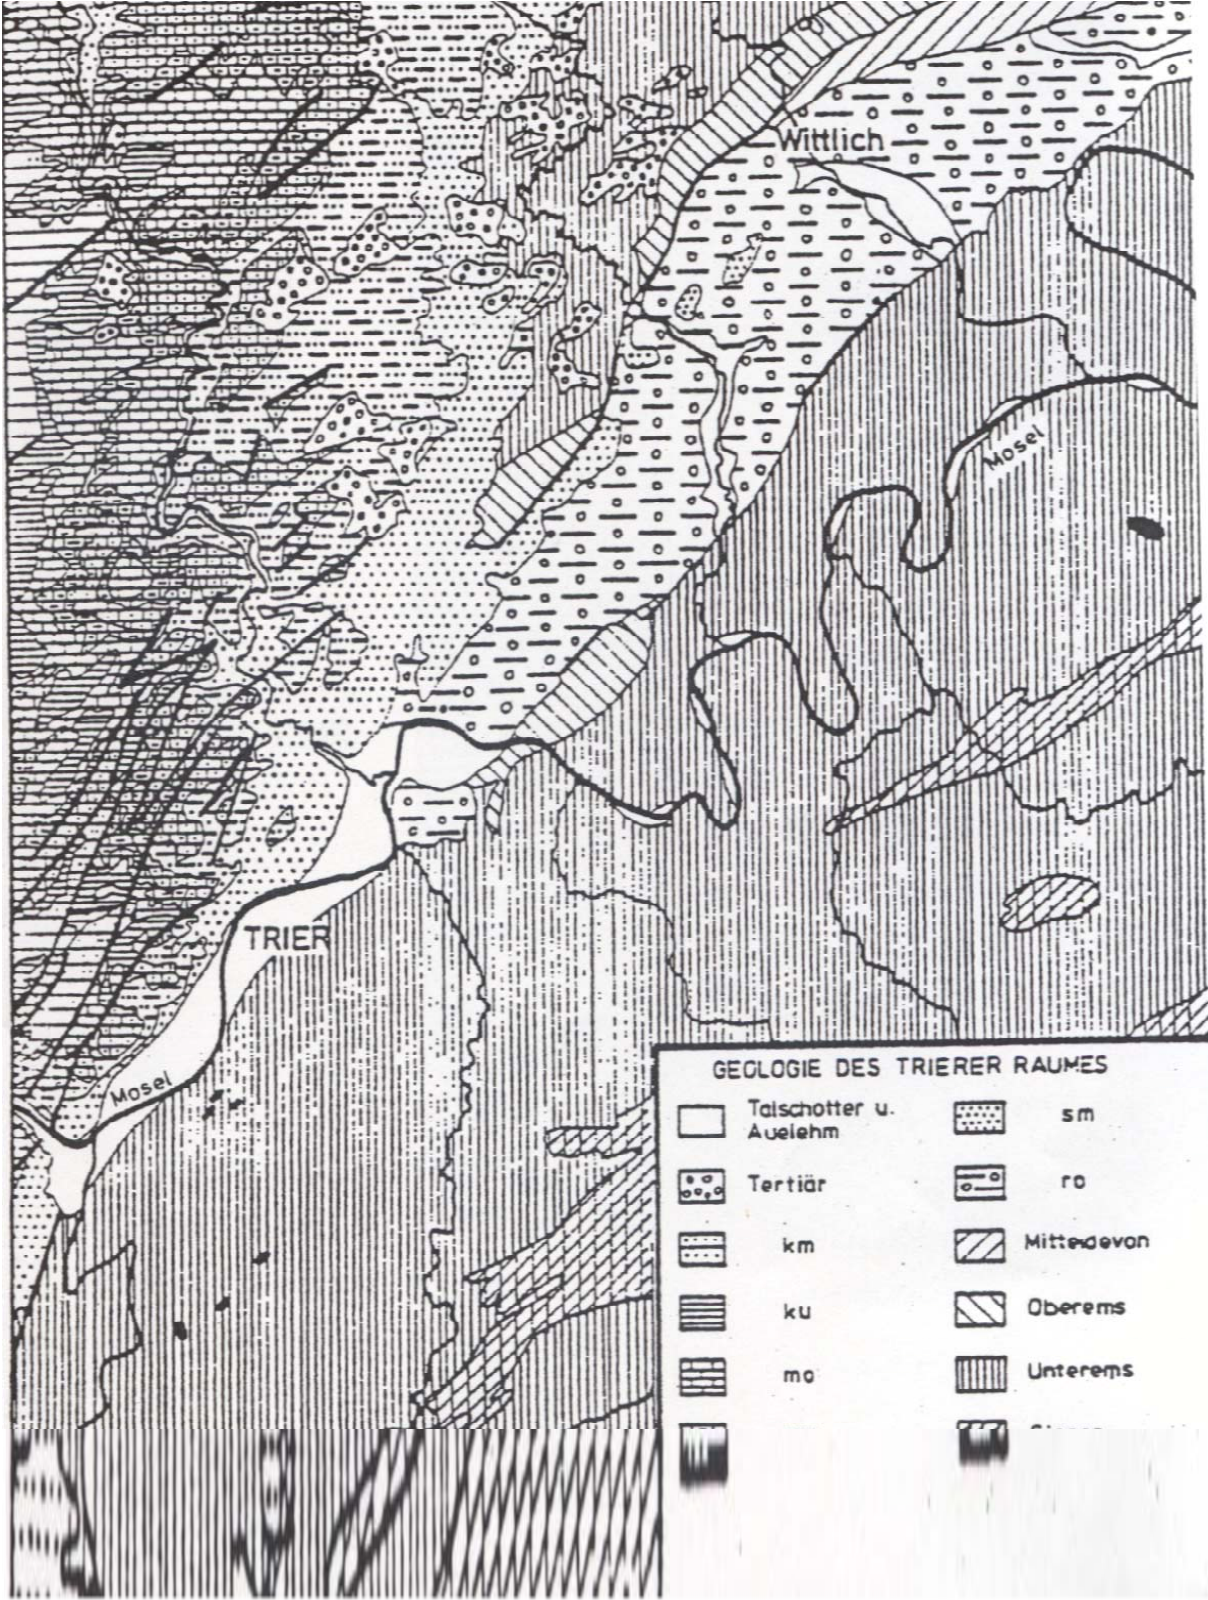 Wittlich
Mosel
TRIER
Mosel
GEOLOGIE DES TRIERER RAUMES
Talschotter u.
Auelehm
Tertiär
km
ku
mo
sm
ro
Mitteldevon
Oberems
Unterems